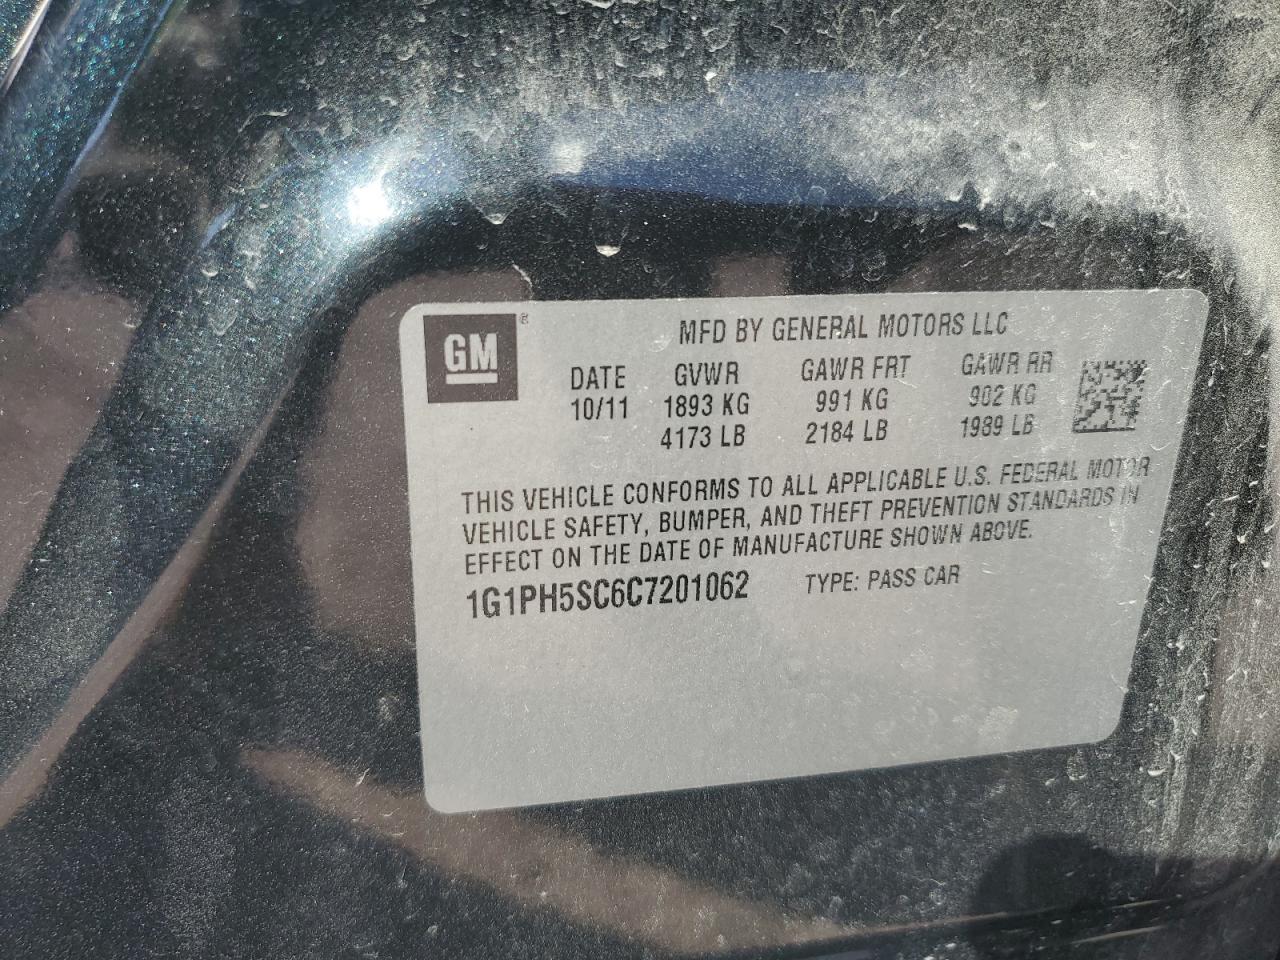 GM ®
MFD BY GENERAL MOTORS LLC
DATE GVWR GAWR FRT GAWR RR
10/11 1893 KG 991 KG 902 KG
4173 LB 2184 LB 1989 LB
THIS VEHICLE CONFORMS TO ALL APPLICABLE U.S. FEDERAL MOTOR
VEHICLE SAFETY, BUMPER, AND THEFT PREVENTION STANDARDS IN
EFFECT ON THE DATE OF MANUFACTURE SHOWN ABOVE.
1G1PH5SC6C7201062 TYPE: PASS CAR